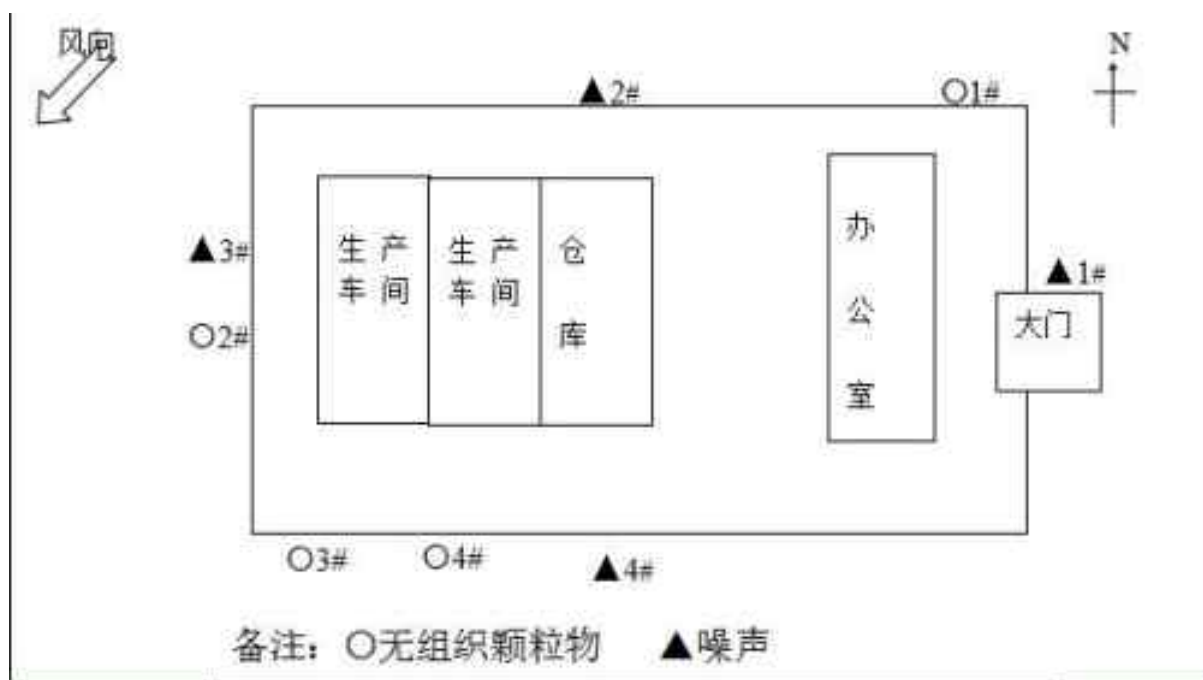 风向
N
▲2#
○1#
生 产
车 间
生 产
车 间
仓
库
办
公
室
▲3#
▲1#
○2#
大门
○3#
○4#
▲4#
备注：○无组织颗粒物 ▲噪声